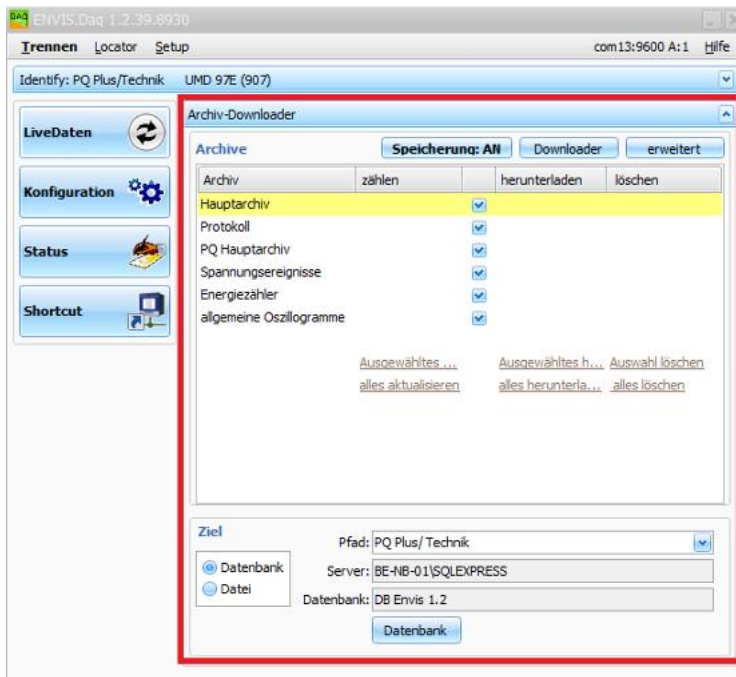 DAQ ENVIS.Daq 1.2.39.8930
Trennen Locator Setup com13:9600 A:1 Hilfe
Identify: PQ Plus/Technik UMD 97E (907)
LiveDaten
Konfiguration
Status
Shortcut
Archiv-Downloader
Archive Speicherung: AN Downloader erweitert
Archiv zählen herunterladen löschen
Hauptarchiv
Protokoll
PQ Hauptarchiv
Spannungsereignisse
Energiezähler
allgemeine Oszillogramme
Ausgewähltes ... Ausgewähltes h... Auswahl löschen
alles aktualisieren alles herunterla... alles löschen
Ziel
Datenbank
Datei
Pfad: PQ Plus/ Technik
Server: BE-NB-01\SQLEXPRESS
Datenbank: DB Envis 1.2
Datenbank